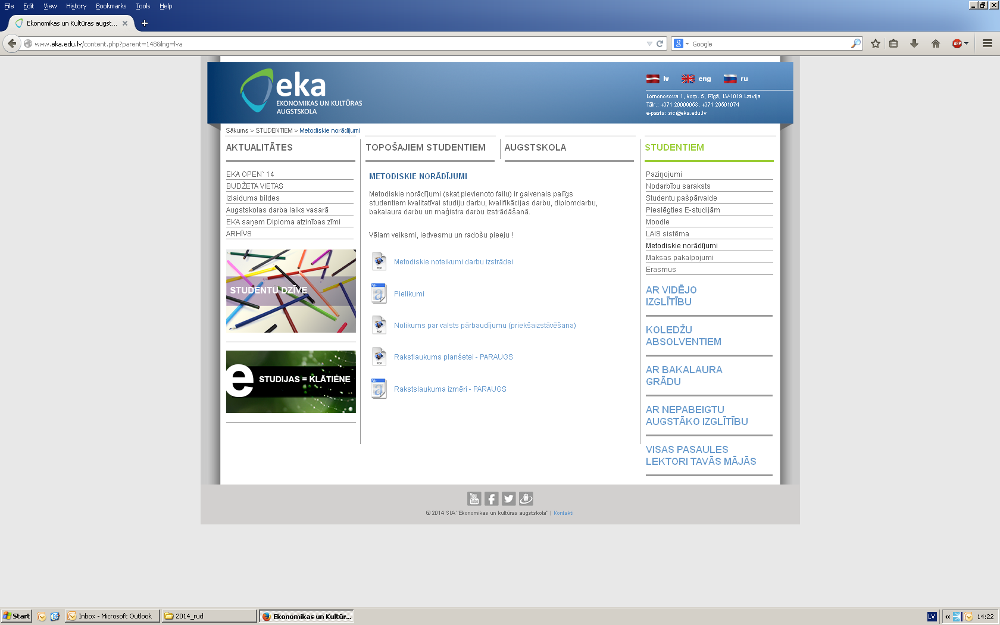 File Edit View History Bookmarks Tools Help
Ekonomikas un Kultūras augst...
www.eka.edu.lv/content.php?parent=148&lng=lva
Google
ABP
eka
EKONOMIKAS UN KULTŪRAS
AUGSTSKOLA
lv eng ru
Lomonosova 1, korp. 5, Rīgā, LV-1019 Latvija
Tālr.: +371 20009053, +371 29501074
e-pasts: sic@eka.edu.lv
Sākums > STUDENTIEM > Metodiskie norādījumi
AKTUALITĀTES
TOPOŠAJIEM STUDENTIEM
AUGSTSKOLA
STUDENTIEM
EKA OPEN` 14
BUDŽETA VIETAS
Izlaiduma bildes
Augstskolas darba laiks vasarā
EKA saņem Diploma atzinības zīmi
ARHĪVS
STUDENTU DZĪVE
e STUDIJAS = KLĀTIENE
METODISKIE NORĀDĪJUMI
Metodiskie norādījumi (skat.pievienoto failu) ir galvenais palīgs
studentiem kvalitatīvai studiju darbu, kvalifikācijas darbu, diplomdarbu,
bakalaura darbu un maģistra darbu izstrādāšanā.
Vēlam veiksmi, iedvesmu un radošu pieeju !
PDF
Metodiskie noteikumi darbu izstrādei
Pielikumi
PDF
Nolikums par valsts pārbaudījumu (priekšaizstāvēšana)
PDF
Rakstlaukums planšetei - PARAUGS
Rakstslaukuma izmēri - PARAUGS
Paziņojumi
Nodarbību saraksts
Studentu pašpārvalde
Pieslēgties E-studijām
Moodle
LAIS sistēma
Metodiskie norādījumi
Maksas pakalpojumi
Erasmus
AR VIDĒJO
IZGLĪTĪBU
KOLEDŽU
ABSOLVENTIEM
AR BAKALAURA
GRĀDU
AR NEPABEIGTU
AUGSTĀKO IZGLĪTĪBU
VISAS PASAULES
LEKTORI TAVĀS MĀJĀS
You Tube
© 2014 SIA "Ekonomikas un kultūras augstskola" | Kontakti
Start
Inbox - Microsoft Outlook
2014_rud
Ekonomikas un Kultūr...
LV
14:22